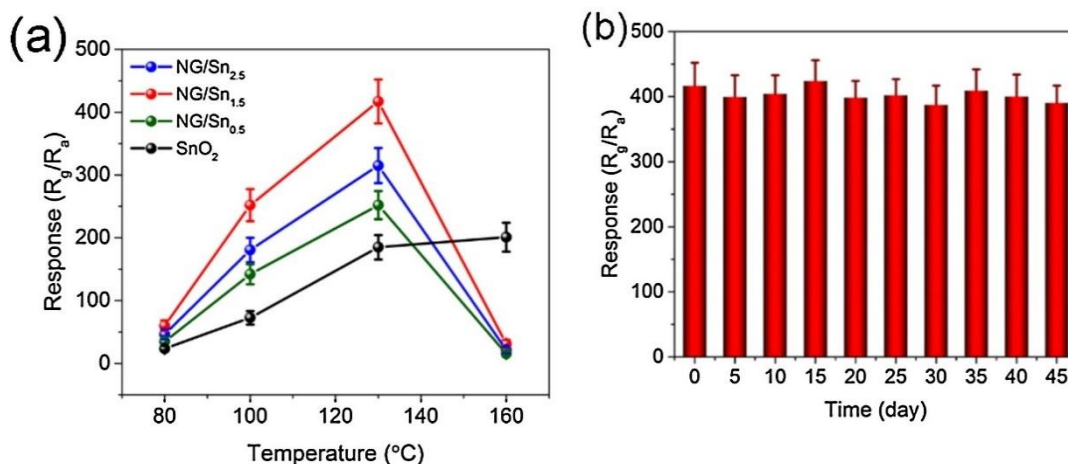 (a)
500
400
300
200
100
0
Response (Rg/Ra)
NG/Sn2.5
NG/Sn1.5
NG/Sn0.5
SnO2
80 100 120 140 160
Temperature (°C)
(b)
500
400
300
200
100
0
Response (Rg/Ra)
0 5 10 15 20 25 30 35 40 45
Time (day)